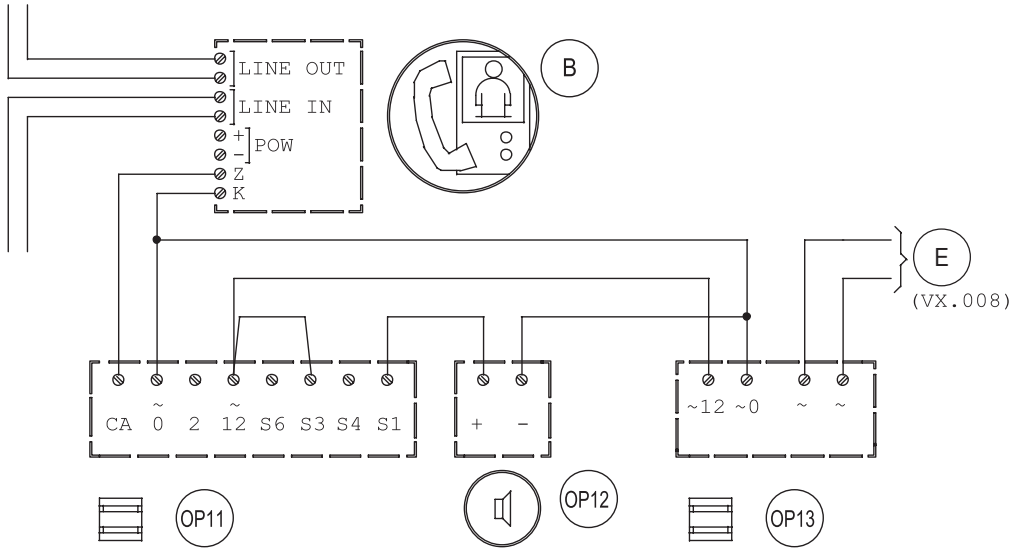 LINE OUT
B
LINE IN
+
POW
-
Z
K
E
(VX.008)
~ ~
CA 0 2 12 S6 S3 S4 S1
+ -
~12 ~0 ~ ~
OP11
OP12
OP13